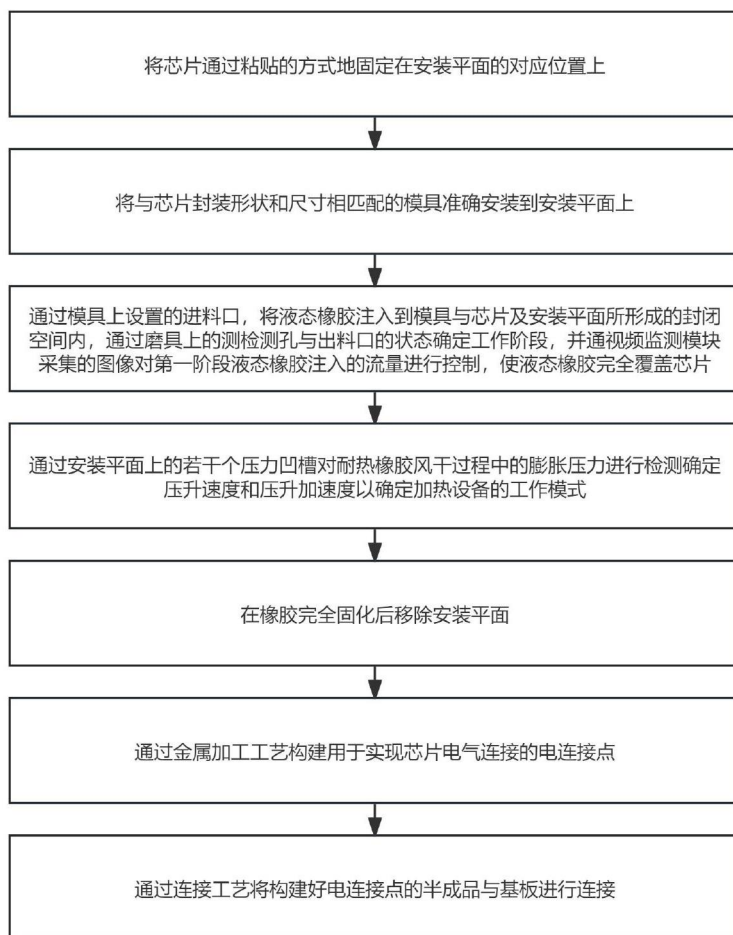 将芯片通过粘贴的方式地固定在安装平面的对应位置上
将与芯片封装形状和尺寸相匹配的模具准确安装到安装平面上
通过模具上设置的进料口，将液态橡胶注入到模具与芯片及安装平面所形成的封闭
空间内，通过磨具上的测检测孔与出料口的状态确定工作阶段，并通视频监测模块
采集的图像对第一阶段液态橡胶注入的流量进行控制，使液态橡胶完全覆盖芯片
通过安装平面上的若干个压力凹槽对耐热橡胶风干过程中的膨胀压力进行检测确定
压升速度和压升加速度以确定加热设备的工作模式
在橡胶完全固化后移除安装平面
通过金属加工工艺构建用于实现芯片电气连接的电连接点
通过连接工艺将构建好电连接点的半成品与基板进行连接